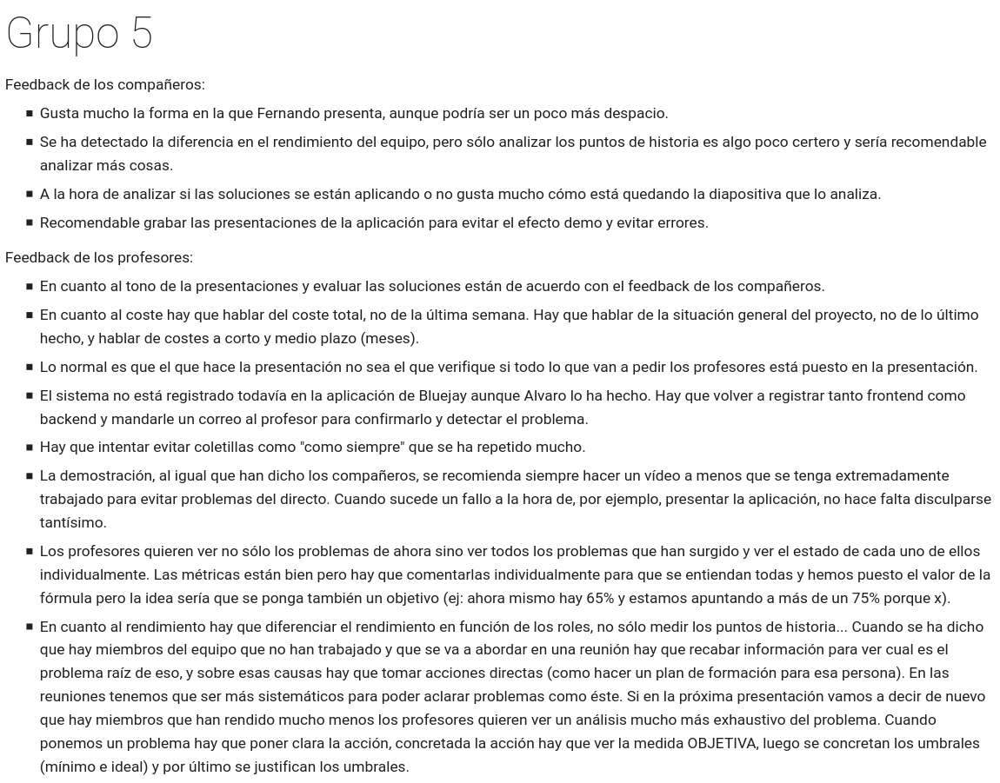 Grupo 5
Feedback de los compañeros:
▪ Gusta mucho la forma en la que Fernando presenta, aunque podría ser un poco más despacio.
▪ Se ha detectado la diferencia en el rendimiento del equipo, pero sólo analizar los puntos de historia es algo poco certero y sería recomendable
analizar más cosas.
▪ A la hora de analizar si las soluciones se están aplicando o no gusta mucho cómo está quedando la diapositiva que lo analiza.
▪ Recomendable grabar las presentaciones de la aplicación para evitar el efecto demo y evitar errores.
Feedback de los profesores:
▪ En cuanto al tono de la presentaciones y evaluar las soluciones están de acuerdo con el feedback de los compañeros.
▪ En cuanto al coste hay que hablar del coste total, no de la última semana. Hay que hablar de la situación general del proyecto, no de lo último
hecho, y hablar de costes a corto y medio plazo (meses).
▪ Lo normal es que el que hace la presentación no sea el que verifique si todo lo que van a pedir los profesores está puesto en la presentación.
▪ El sistema no está registrado todavía en la aplicación de Bluejay aunque Alvaro lo ha hecho. Hay que volver a registrar tanto frontend como
backend y mandarle un correo al profesor para confirmarlo y detectar el problema.
▪ Hay que intentar evitar coletillas como "como siempre" que se ha repetido mucho.
▪ La demostración, al igual que han dicho los compañeros, se recomienda siempre hacer un vídeo a menos que se tenga extremadamente
trabajado para evitar problemas del directo. Cuando sucede un fallo a la hora de, por ejemplo, presentar la aplicación, no hace falta disculparse
tantísimo.
▪ Los profesores quieren ver no sólo los problemas de ahora sino ver todos los problemas que han surgido y ver el estado de cada uno de ellos
individualmente. Las métricas están bien pero hay que comentarlas individualmente para que se entiendan todas y hemos puesto el valor de la
fórmula pero la idea sería que se ponga también un objetivo (ej: ahora mismo hay 65% y estamos apuntando a más de un 75% porque x).
▪ En cuanto al rendimiento hay que diferenciar el rendimiento en función de los roles, no sólo medir los puntos de historia... Cuando se ha dicho
que hay miembros del equipo que no han trabajado y que se va a abordar en una reunión hay que recabar información para ver cual es el
problema raíz de eso, y sobre esas causas hay que tomar acciones directas (como hacer un plan de formación para esa persona). En las
reuniones tenemos que ser más sistemáticos para poder aclarar problemas como éste. Si en la próxima presentación vamos a decir de nuevo
que hay miembros que han rendido mucho menos los profesores quieren ver un análisis mucho más exhaustivo del problema. Cuando
ponemos un problema hay que poner clara la acción, concretada la acción hay que ver la medida OBJETIVA, luego se concretan los umbrales
(mínimo e ideal) y por último se justifican los umbrales.